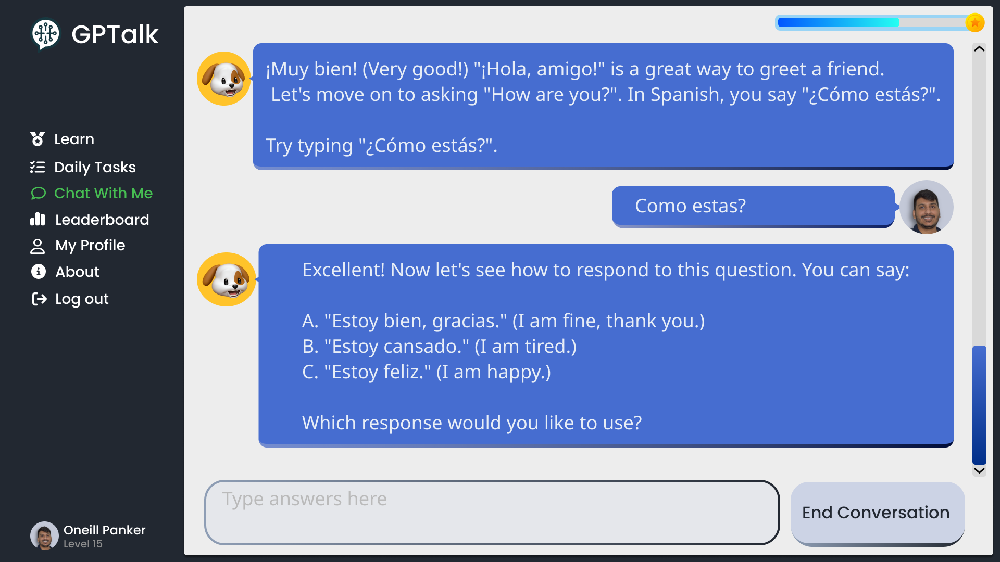 GPTalk
Learn
Daily Tasks
Chat With Me
Leaderboard
My Profile
About
Log out
Oneill Panker
Level 15
¡Muy bien! (Very good!) "¡Hola, amigo!" is a great way to greet a friend.
Let's move on to asking "How are you?". In Spanish, you say "¿Cómo estás?".
Try typing "¿Cómo estás?".
Como estas?
Excellent! Now let's see how to respond to this question. You can say:
A. "Estoy bien, gracias." (I am fine, thank you.)
B. "Estoy cansado." (I am tired.)
C. "Estoy feliz." (I am happy.)
Which response would you like to use?
Type answers here
End Conversation